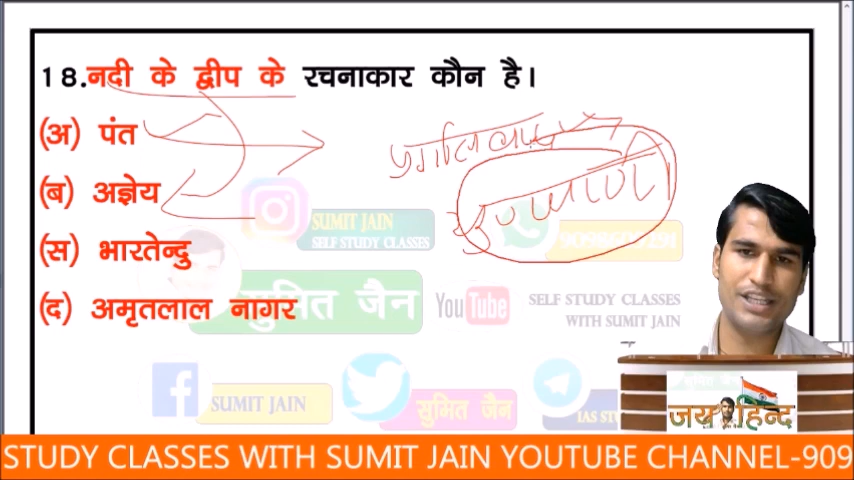 18.नदी के द्वीप के रचनाकार कौन है।
(अ) पंत
(ब) अज्ञेय
(स) भारतेन्दु
(द) अमृतलाल नागर
SUMIT JAIN
SELF STUDY CLASSES
सुमित जैन
YouTube
SELF STUDY CLASSES
WITH SUMIT JAIN
SUMIT JAIN
सुमित जैन
जय हिन्द
STUDY CLASSES WITH SUMIT JAIN YOUTUBE CHANNEL-909